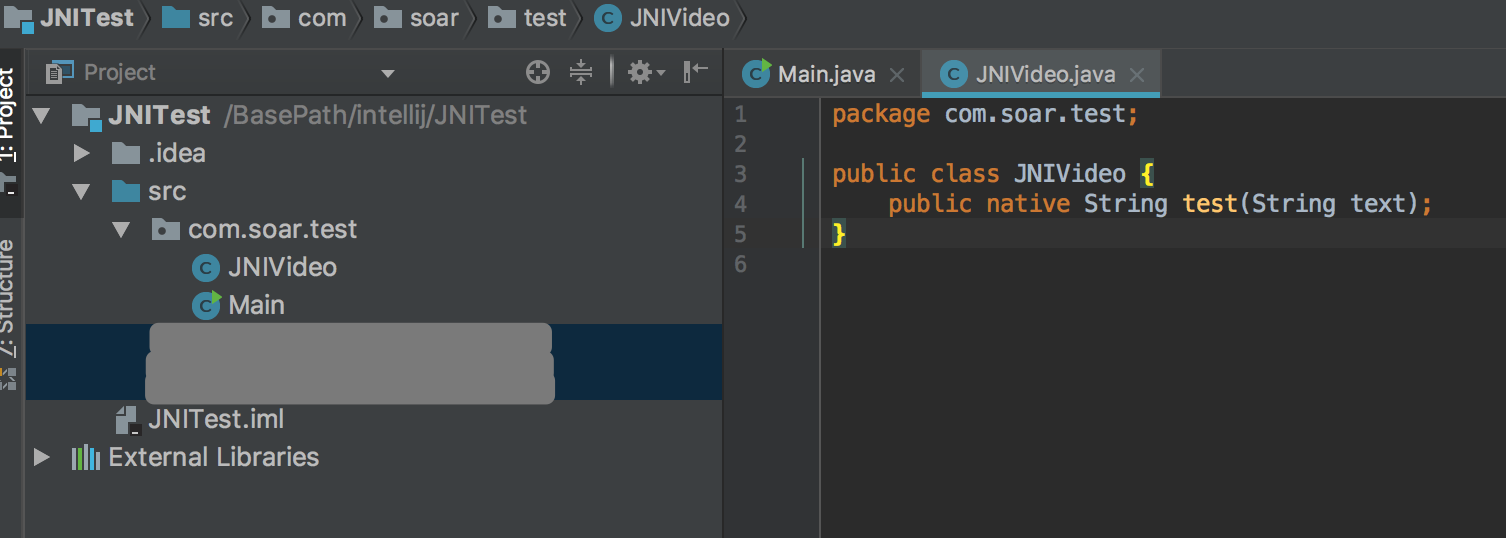 JNITest src com soar test JNIVideo
1: Project
Z: Structure
Project
JNITest /BasePath/intellij/JNITest
.idea
src
com.soar.test
JNIVideo
Main
JNITest.iml
External Libraries
Main.java JNIVideo.java
1 package com.soar.test;
2
3 public class JNIVideo {
4 public native String test(String text);
5 }
6